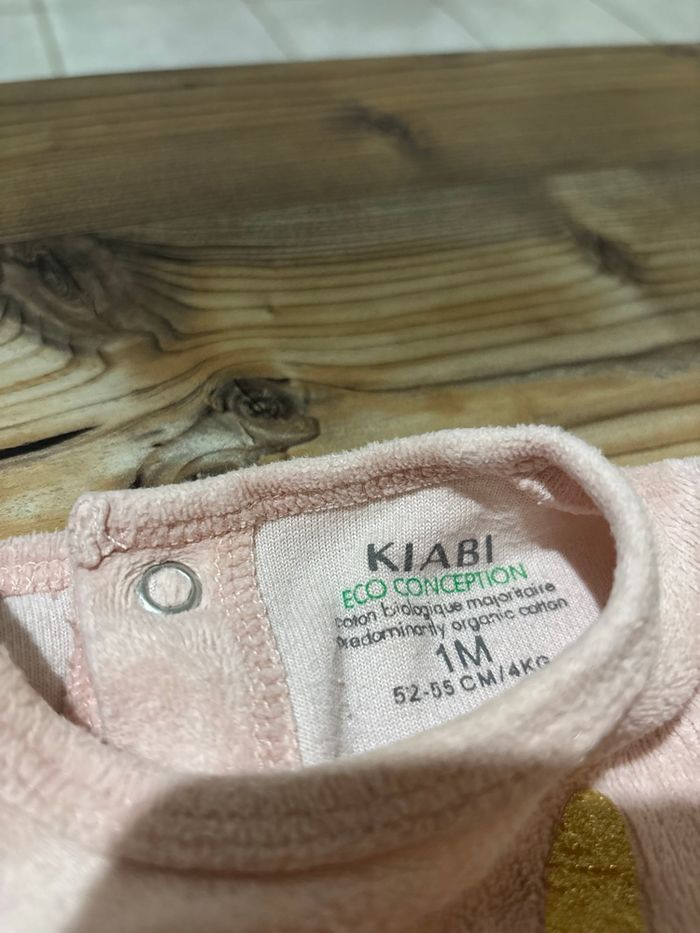 KIABI
ECO CONCEPTION
Coton biologique majoritaire
Predominantly organic cotton
1M
52-55 CM/4KG